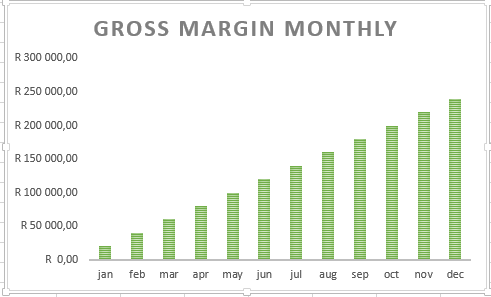 GROSS MARGIN MONTHLY
R 300 000,00
R 250 000,00
R 200 000,00
R 150 000,00
R 100 000,00
R 50 000,00
R 0,00
jan feb mar apr may jun jul aug sep oct nov dec